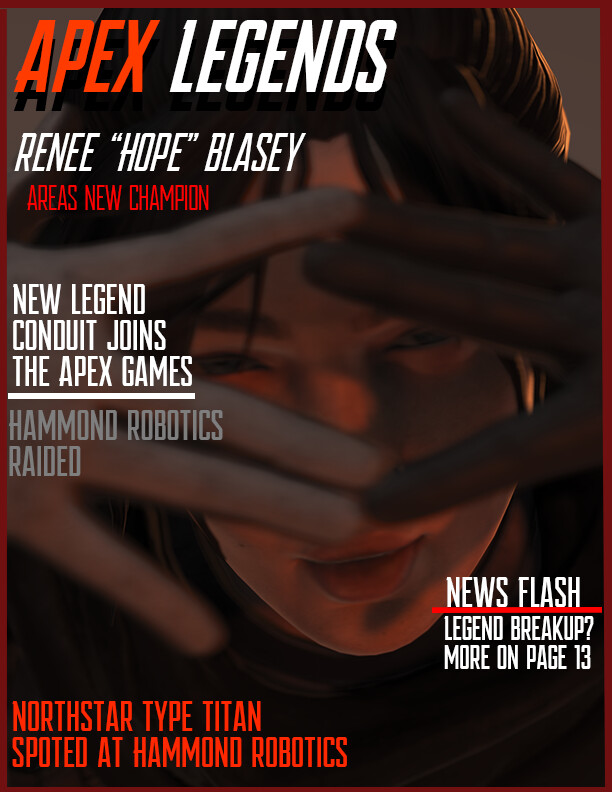 APEX LEGENDS
RENEE “HOPE” BLASEY
AREAS NEW CHAMPION
NEW LEGEND
CONDUIT JOINS
THE APEX GAMES
HAMMOND ROBOTICS
RAIDED
NEWS FLASH
LEGEND BREAKUP?
MORE ON PAGE 13
NORTHSTAR TYPE TITAN
SPOTED AT HAMMOND ROBOTICS